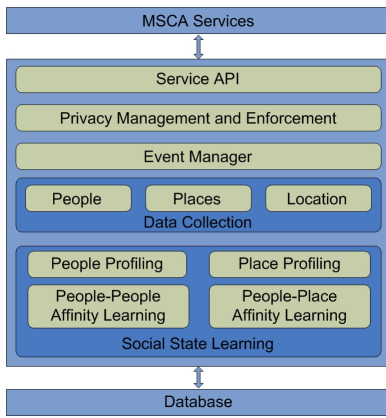 MSCA Services
Service API
Privacy Management and Enforcement
Event Manager
People
Places
Location
Data Collection
People Profiling
Place Profiling
People-People
Affinity Learning
People-Place
Affinity Learning
Social State Learning
Database